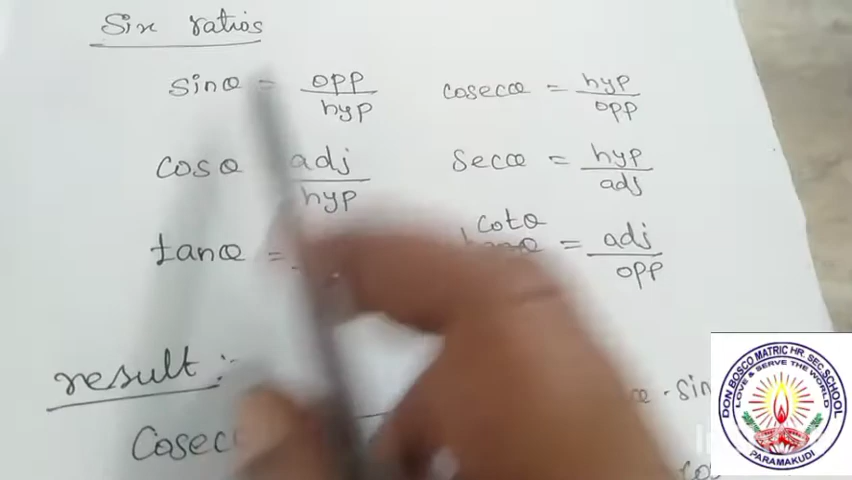 Six ratios
sinθ = opp/hyp cosecθ = hyp/opp
cosθ adj/hyp secθ = hyp/adj
tanθ = cotθ = adj/opp
result :-
Cosec
DON BOSCO MATRIC HR. SEC. SCHOOL
LOVE & SERVE THE WORLD
PARAMAKUDI